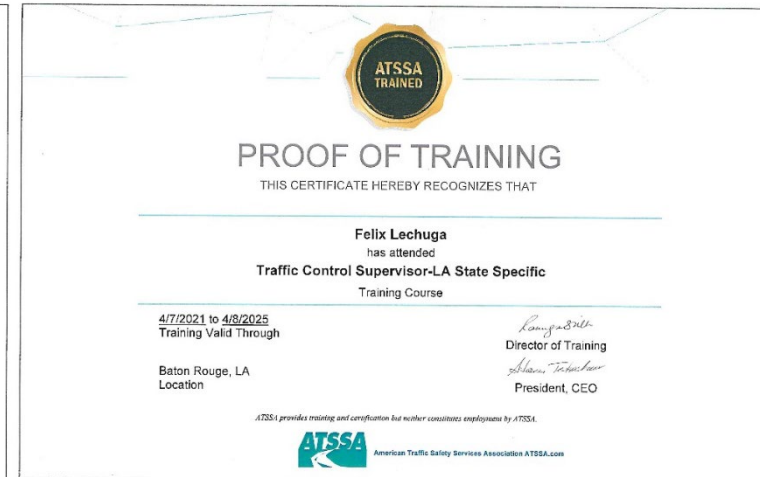 ATSSA
TRAINED
PROOF OF TRAINING
THIS CERTIFICATE HEREBY RECOGNIZES THAT
Felix Lechuga
has attended
Traffic Control Supervisor-LA State Specific
Training Course
4/7/2021 to 4/8/2025
Training Valid Through
Baton Rouge, LA
Location
Director of Training
President, CEO
ATSSA provides training and certification but neither constitutes employment by ATSSA.
ATSSA
American Traffic Safety Services Association ATSSA.com